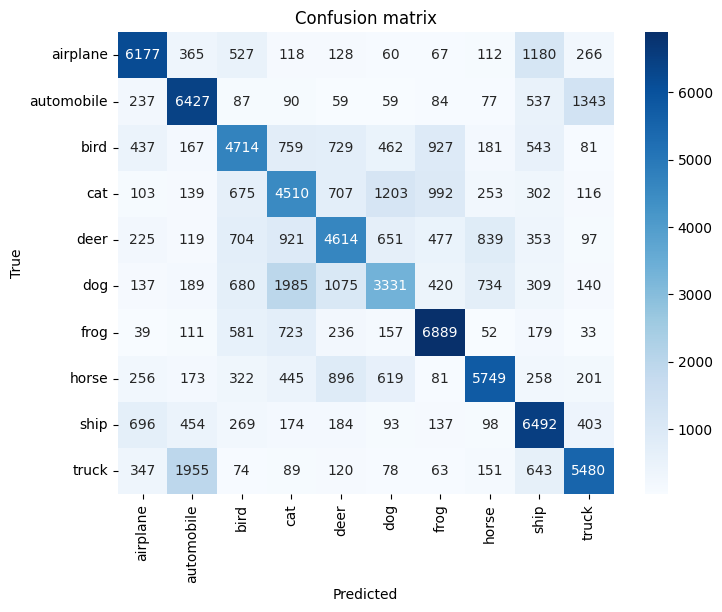 Confusion matrix
airplane 6177 365 527 118 128 60 67 112 1180 266
automobile 237 6427 87 90 59 59 84 77 537 1343
bird 437 167 4714 759 729 462 927 181 543 81
cat 103 139 675 4510 707 1203 992 253 302 116
deer 225 119 704 921 4614 651 477 839 353 97
dog 137 189 680 1985 1075 3331 420 734 309 140
frog 39 111 581 723 236 157 6889 52 179 33
horse 256 173 322 445 896 619 81 5749 258 201
ship 696 454 269 174 184 93 137 98 6492 403
truck 347 1955 74 89 120 78 63 151 643 5480
True
airplane automobile bird cat deer dog frog horse ship truck
Predicted
6000
5000
4000
3000
2000
1000